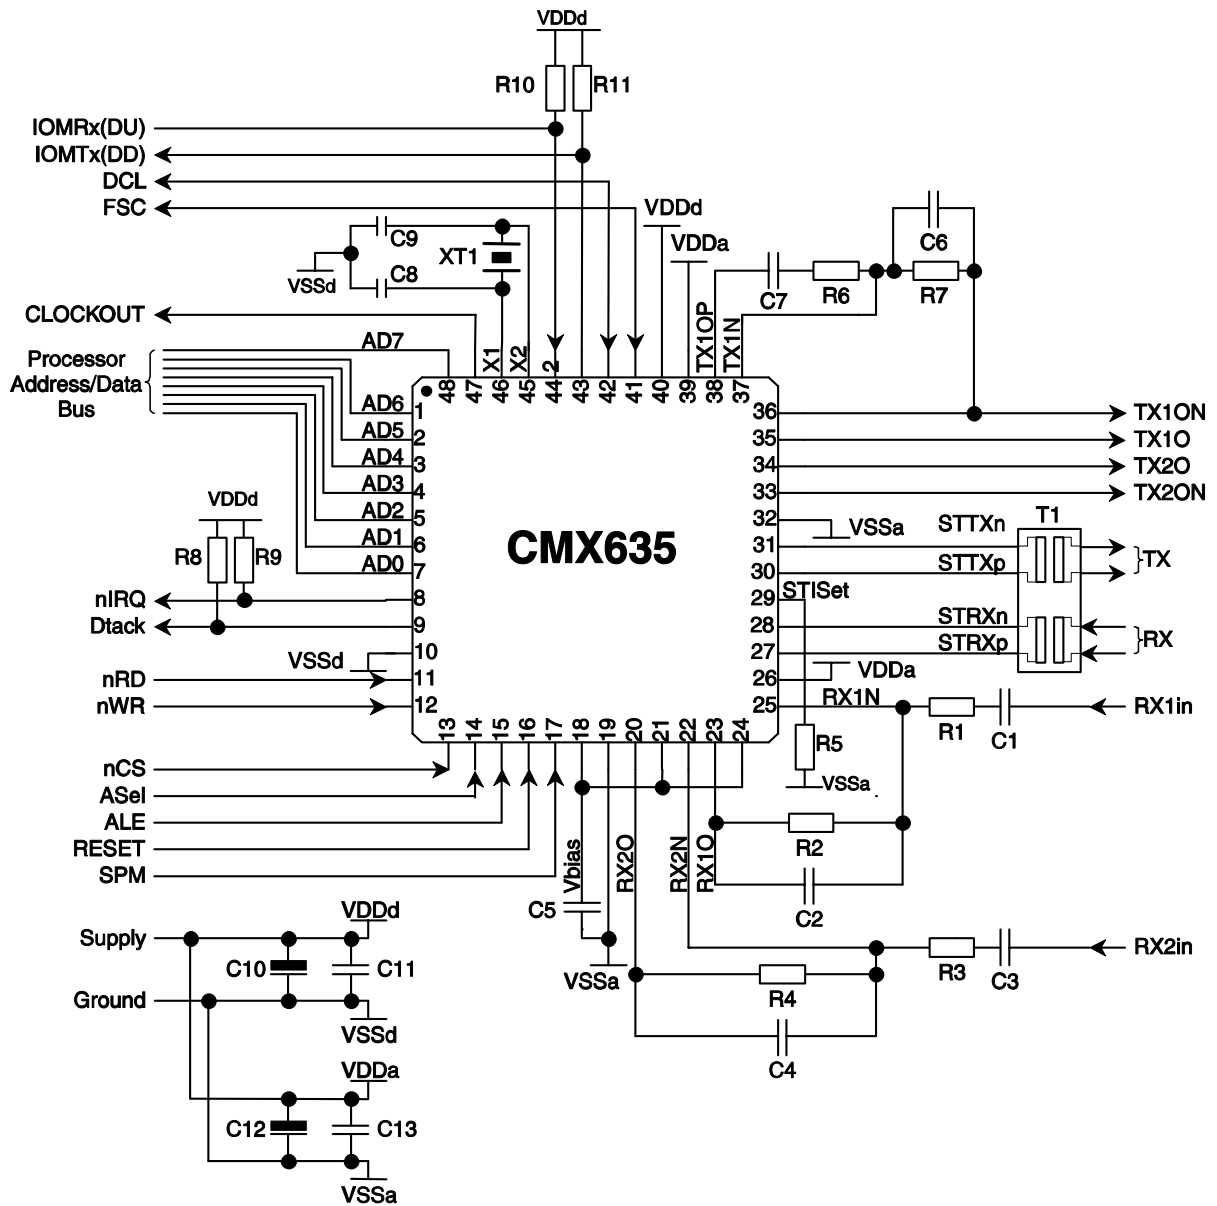 VDDd
R10
R11
IOMRx(DU)
IOMTx(DD)
DCL
FSC
VDDd
VDDa
C9
XT1
C8
VSSd
C6
C7
R6
R7
CLOCKOUT
AD7
X1
X2
2
TX1OP
TX1N
Processor
Address/Data
Bus
48
47
46
45
44
43
42
41
40
39
38
37
AD6
1
36
TX1ON
AD5
2
35
TX1O
AD4
3
34
TX2O
AD3
4
33
TX2ON
VDDd
AD2
5
32
VSSa
STTXn
T1
R8
R9
AD1
6
CMX635
31
TX
AD0
7
30
STTXp
nIRQ
8
29
STISet
Dtack
9
28
STRXn
RX
VSSd
10
27
STRXp
nRD
11
26
VDDa
nWR
12
25
RX1N
R1
C1
RX1in
13
14
15
16
17
18
19
20
21
22
23
24
R5
nCS
VSSa
ASel
ALE
RESET
SPM
Vbias
RX2O
RX2N
RX1O
R2
C2
C5
VSSa
VDDd
Supply
C10
C11
R3
C3
RX2in
Ground
VSSd
R4
C4
VDDa
C12
C13
VSSa